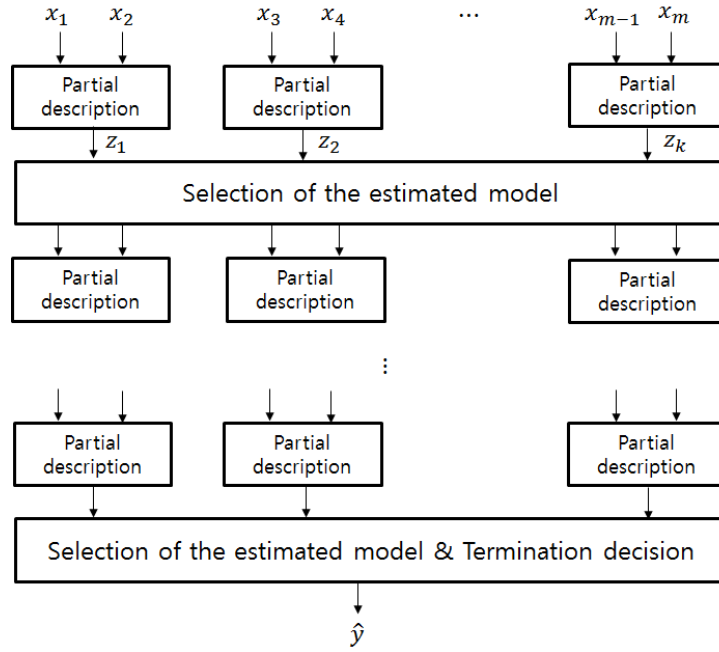 x₁ x₂ x₃ x₄ ⋯ xₘ₋₁ xₘ
Partial
description
Partial
description
Partial
description
z₁ z₂ z_k
Selection of the estimated model
Partial
description
Partial
description
Partial
description
⋮
Partial
description
Partial
description
Partial
description
Selection of the estimated model & Termination decision
ŷ